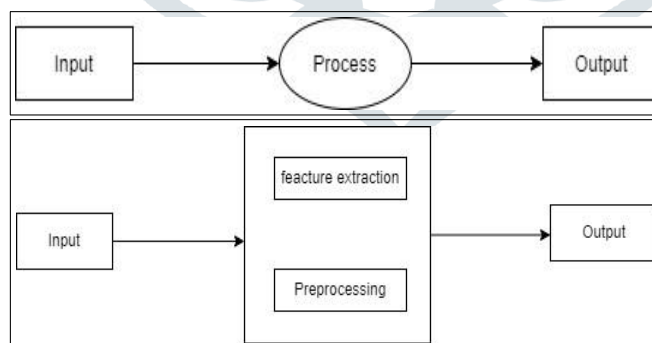 Input
Process
Output
feacture extraction
Input
Output
Preprocessing